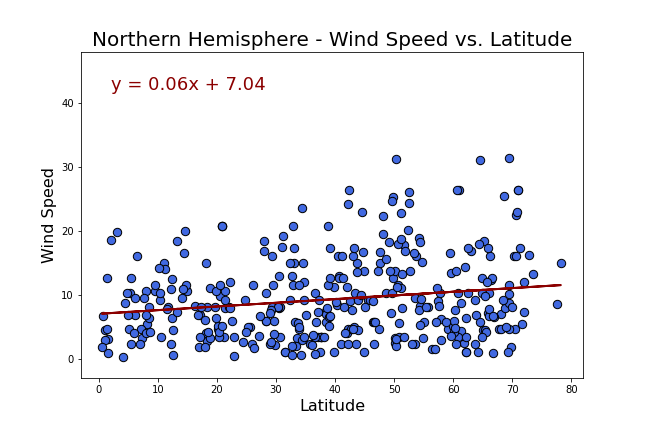 Northern Hemisphere - Wind Speed vs. Latitude
y = 0.06x + 7.04
Wind Speed
40
30
20
10
0
0 10 20 30 40 50 60 70 80
Latitude